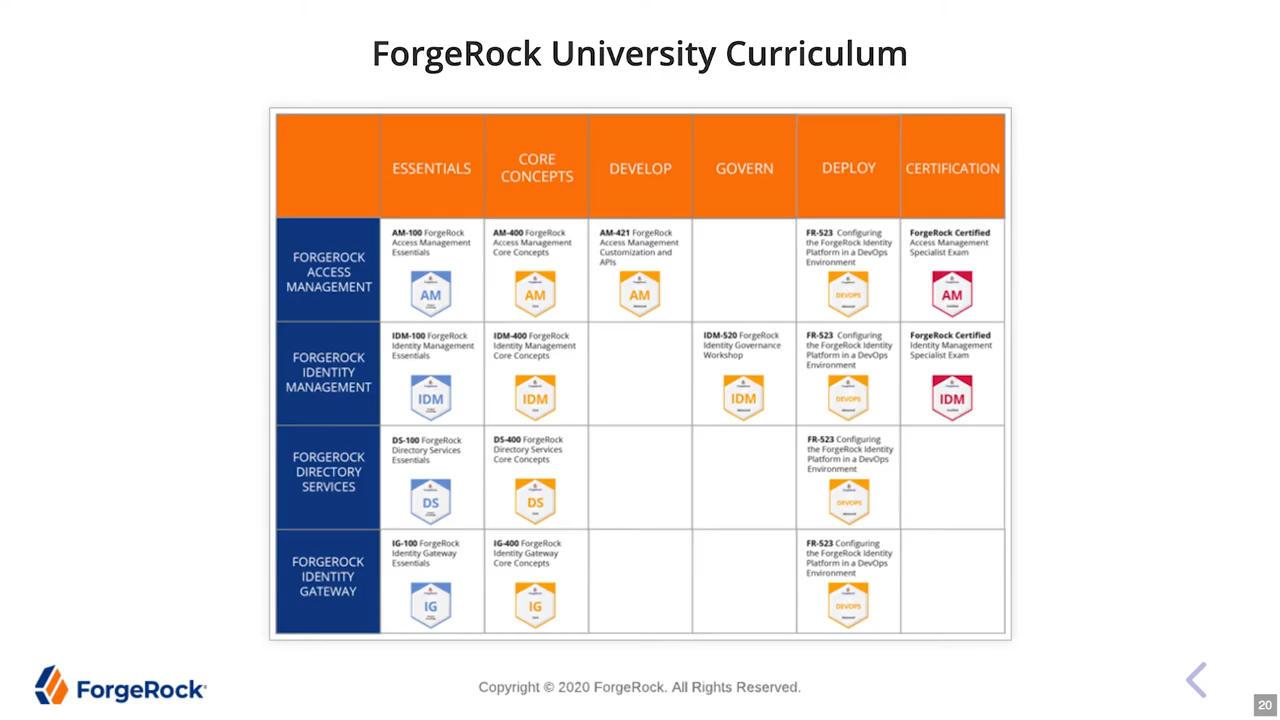 ForgeRock University Curriculum
ESSENTIALS
CORE
CONCEPTS
DEVELOP
GOVERN
DEPLOY
CERTIFICATION
FORGEROCK
ACCESS
MANAGEMENT
AM-100 ForgeRock
Access Management
Essentials
AM
AM-400 ForgeRock
Access Management
Core Concepts
AM
AM-421 ForgeRock
Access Management
Customization and
APIs
AM
FR-523 Configuring
the ForgeRock Identity
Platform in a DevOps
Environment
DEVOPS
ForgeRock Certified
Access Management
Specialist Exam
AM
FORGEROCK
IDENTITY
MANAGEMENT
IDM-100 ForgeRock
Identity Management
Essentials
IDM
IDM-400 ForgeRock
Identity Management
Core Concepts
IDM
IDM-520 ForgeRock
Identity Governance
Workshop
IDM
FR-523 Configuring
the ForgeRock Identity
Platform in a DevOps
Environment
DEVOPS
ForgeRock Certified
Identity Management
Specialist Exam
IDM
FORGEROCK
DIRECTORY
SERVICES
DS-100 ForgeRock
Directory Services
Essentials
DS
DS-400 ForgeRock
Directory Services
Core Concepts
DS
FR-523 Configuring
the ForgeRock Identity
Platform in a DevOps
Environment
DEVOPS
FORGEROCK
IDENTITY
GATEWAY
IG-100 ForgeRock
Identity Gateway
Essentials
IG
IG-400 ForgeRock
Identity Gateway
Core Concepts
IG
FR-523 Configuring
the ForgeRock Identity
Platform in a DevOps
Environment
DEVOPS
ForgeRock
Copyright © 2020 ForgeRock. All Rights Reserved.
20